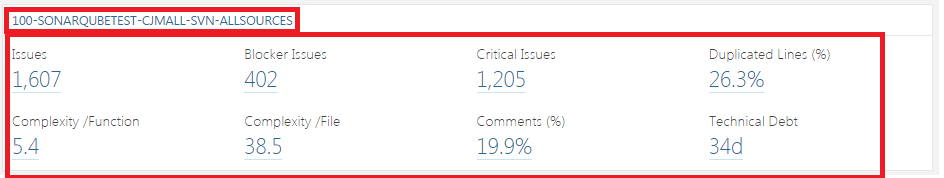 100-SONARQUBETEST-CJMALL-SVN-ALLSOURCES
Issues Blocker Issues Critical Issues Duplicated Lines (%)
1,607 402 1,205 26.3%
Complexity /Function Complexity /File Comments (%) Technical Debt
5.4 38.5 19.9% 34d